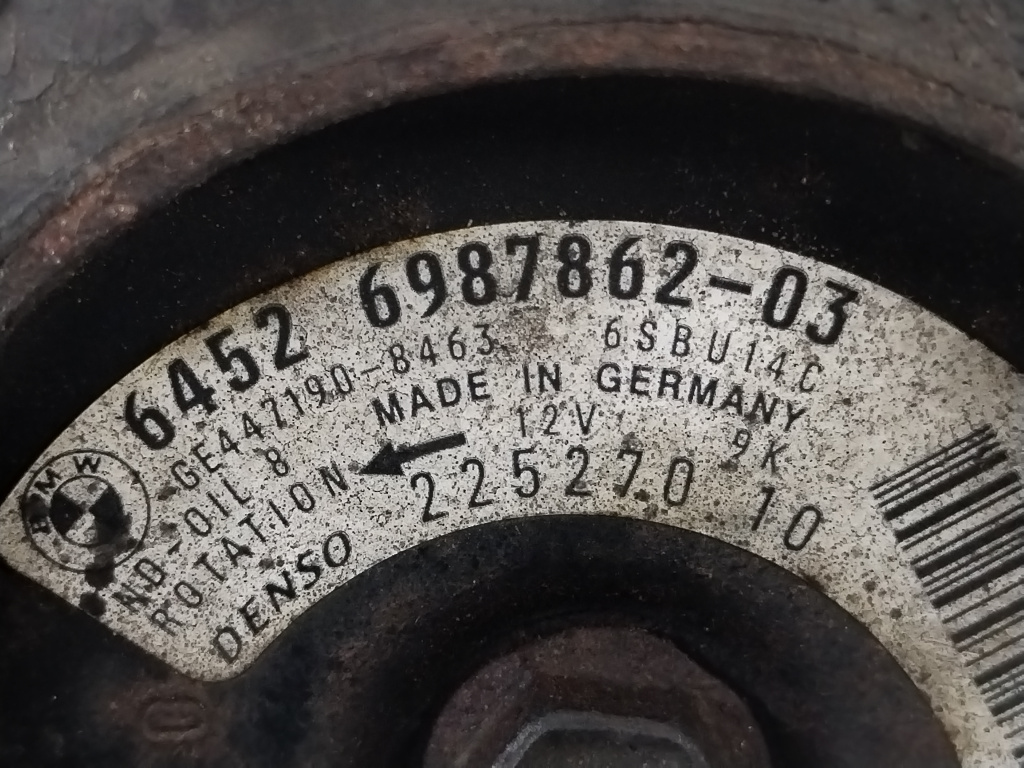 6452 6987862-03
GE447190-8463 6SBU14C
MADE IN GERMANY
ND-OIL 8 12V 9K
ROTATION
DENSO 225270 10
BMW